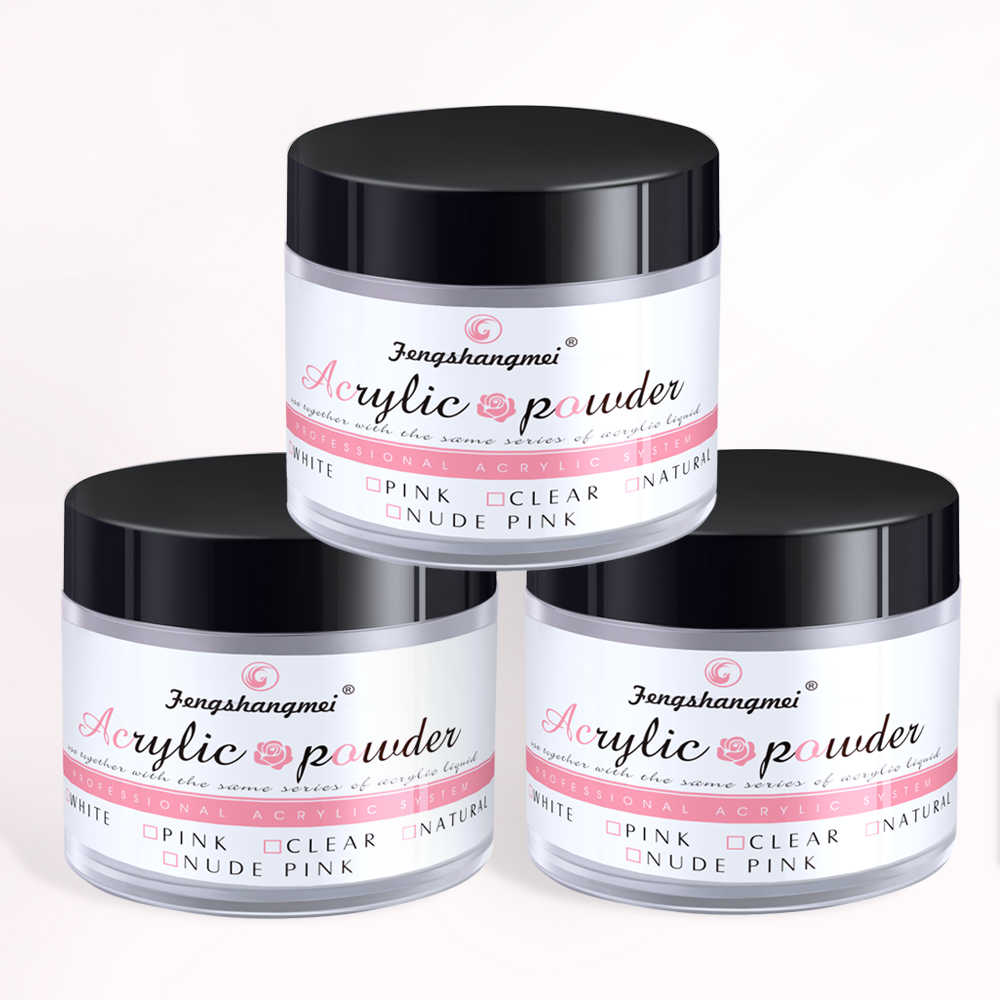 Fengshangmei®
Acrylic powder
use together with the same series of acrylic liquid
PROFESSIONAL ACRYLIC SYSTEM
WHITE PINK CLEAR NATURAL
NUDE PINK
Fengshangmei®
Acrylic powder
use together with the same series of acrylic liquid
PROFESSIONAL ACRYLIC SYSTEM
WHITE PINK CLEAR NATURAL
NUDE PINK
Fengshangmei®
Acrylic powder
use together with the same series of acrylic liquid
PROFESSIONAL ACRYLIC SYSTEM
WHITE PINK CLEAR NATURAL
NUDE PINK